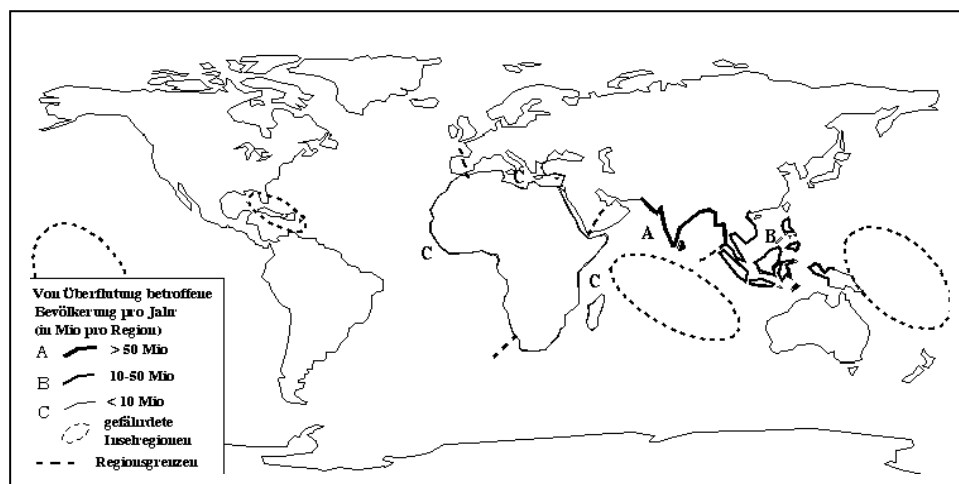 C
C
C
A
B
Von Überflutung betroffene
Bevölkerung pro Jahr
(in Mio pro Region)
A > 50 Mio
B 10-50 Mio
C < 10 Mio
gefährdete
Inselregionen
Regionsgrenzen